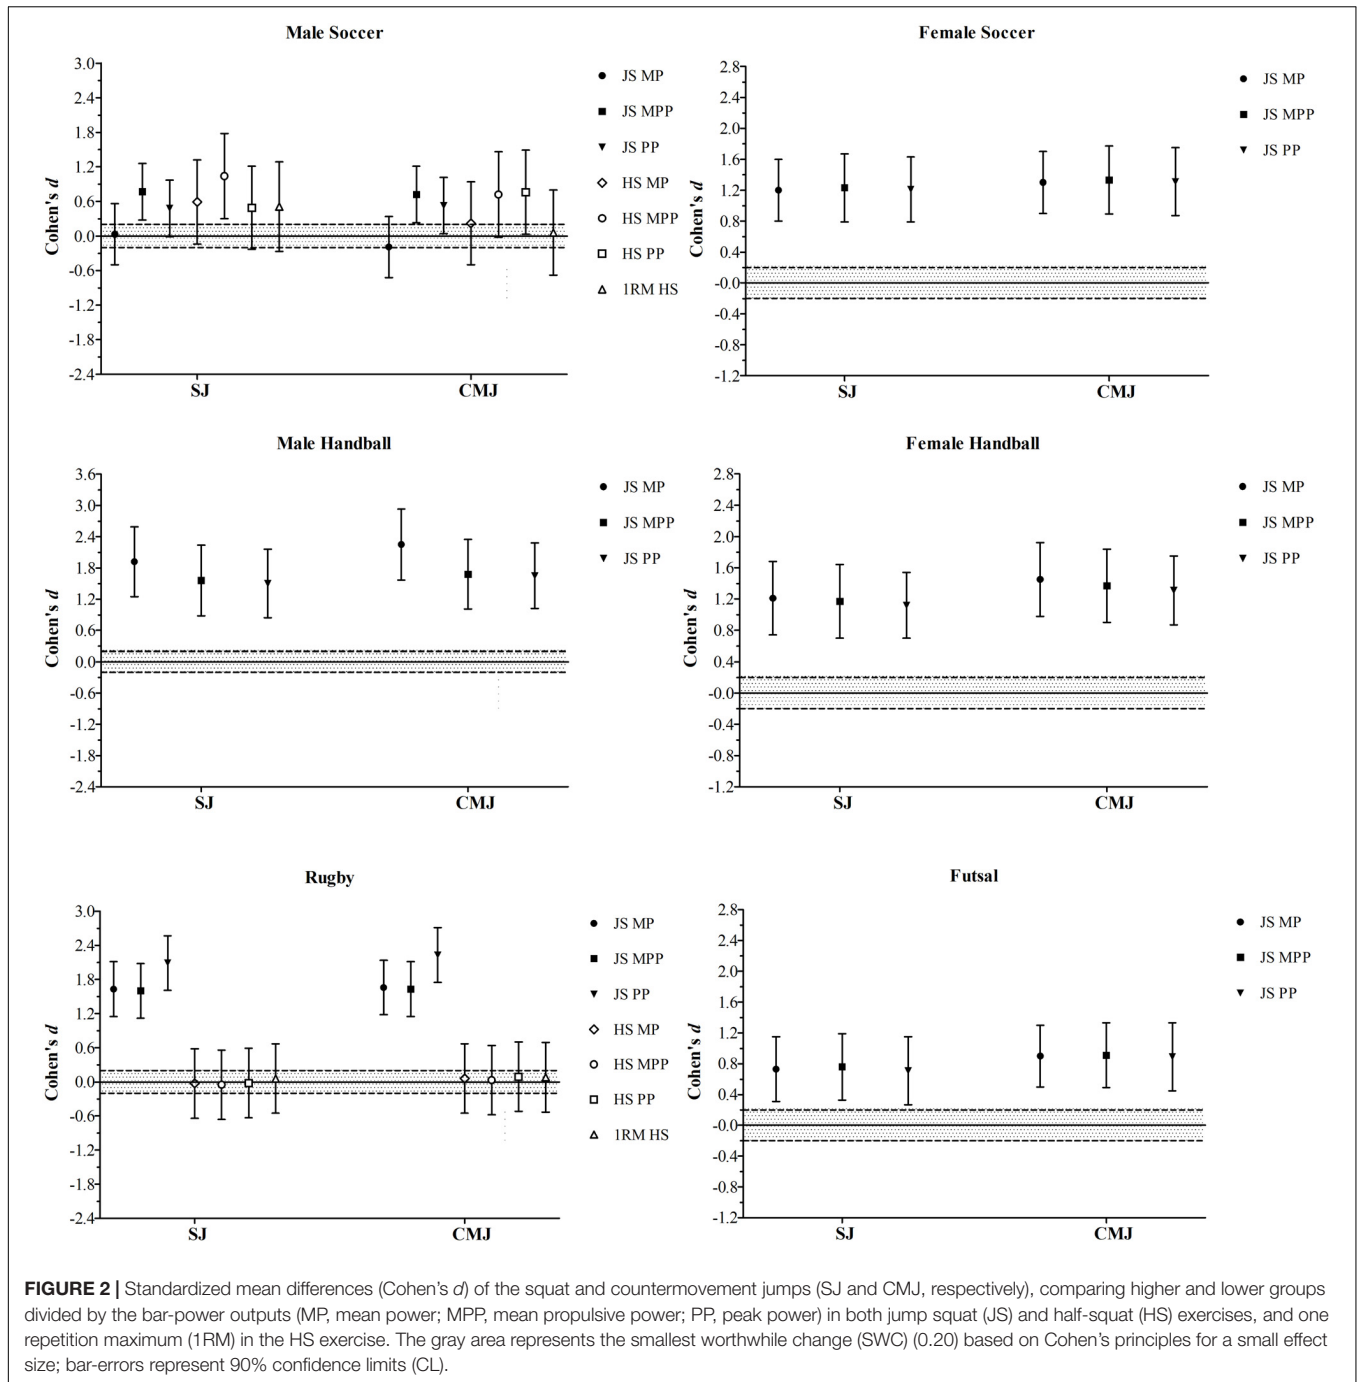 Male Soccer
3.0
2.4
1.8
1.2
0.6
0.0
-0.6
-1.2
-1.8
-2.4
Cohen's d
SJ
CMJ
JS MP
JS MPP
JS PP
HS MP
HS MPP
HS PP
1RM HS
Female Soccer
2.8
2.4
2.0
1.6
1.2
0.8
0.4
-0.0
-0.4
-0.8
-1.2
Cohen's d
SJ
CMJ
JS MP
JS MPP
JS PP
Male Handball
3.6
3.0
2.4
1.8
1.2
0.6
0.0
-0.6
-1.2
-1.8
-2.4
Cohen's d
SJ
CMJ
JS MP
JS MPP
JS PP
Female Handball
2.8
2.4
2.0
1.6
1.2
0.8
0.4
-0.0
-0.4
-0.8
-1.2
Cohen's d
SJ
CMJ
JS MP
JS MPP
JS PP
Rugby
3.0
2.4
1.8
1.2
0.6
0.0
-0.6
-1.2
-1.8
-2.4
Cohen's d
SJ
CMJ
JS MP
JS MPP
JS PP
HS MP
HS MPP
HS PP
1RM HS
Futsal
2.8
2.4
2.0
1.6
1.2
0.8
0.4
-0.0
-0.4
-0.8
-1.2
Cohen's d
SJ
CMJ
JS MP
JS MPP
JS PP
FIGURE 2 | Standardized mean differences (Cohen's d) of the squat and countermovement jumps (SJ and CMJ, respectively), comparing higher and lower groups
divided by the bar-power outputs (MP, mean power; MPP, mean propulsive power; PP, peak power) in both jump squat (JS) and half-squat (HS) exercises, and one
repetition maximum (1RM) in the HS exercise. The gray area represents the smallest worthwhile change (SWC) (0.20) based on Cohen's principles for a small effect
size; bar-errors represent 90% confidence limits (CL).